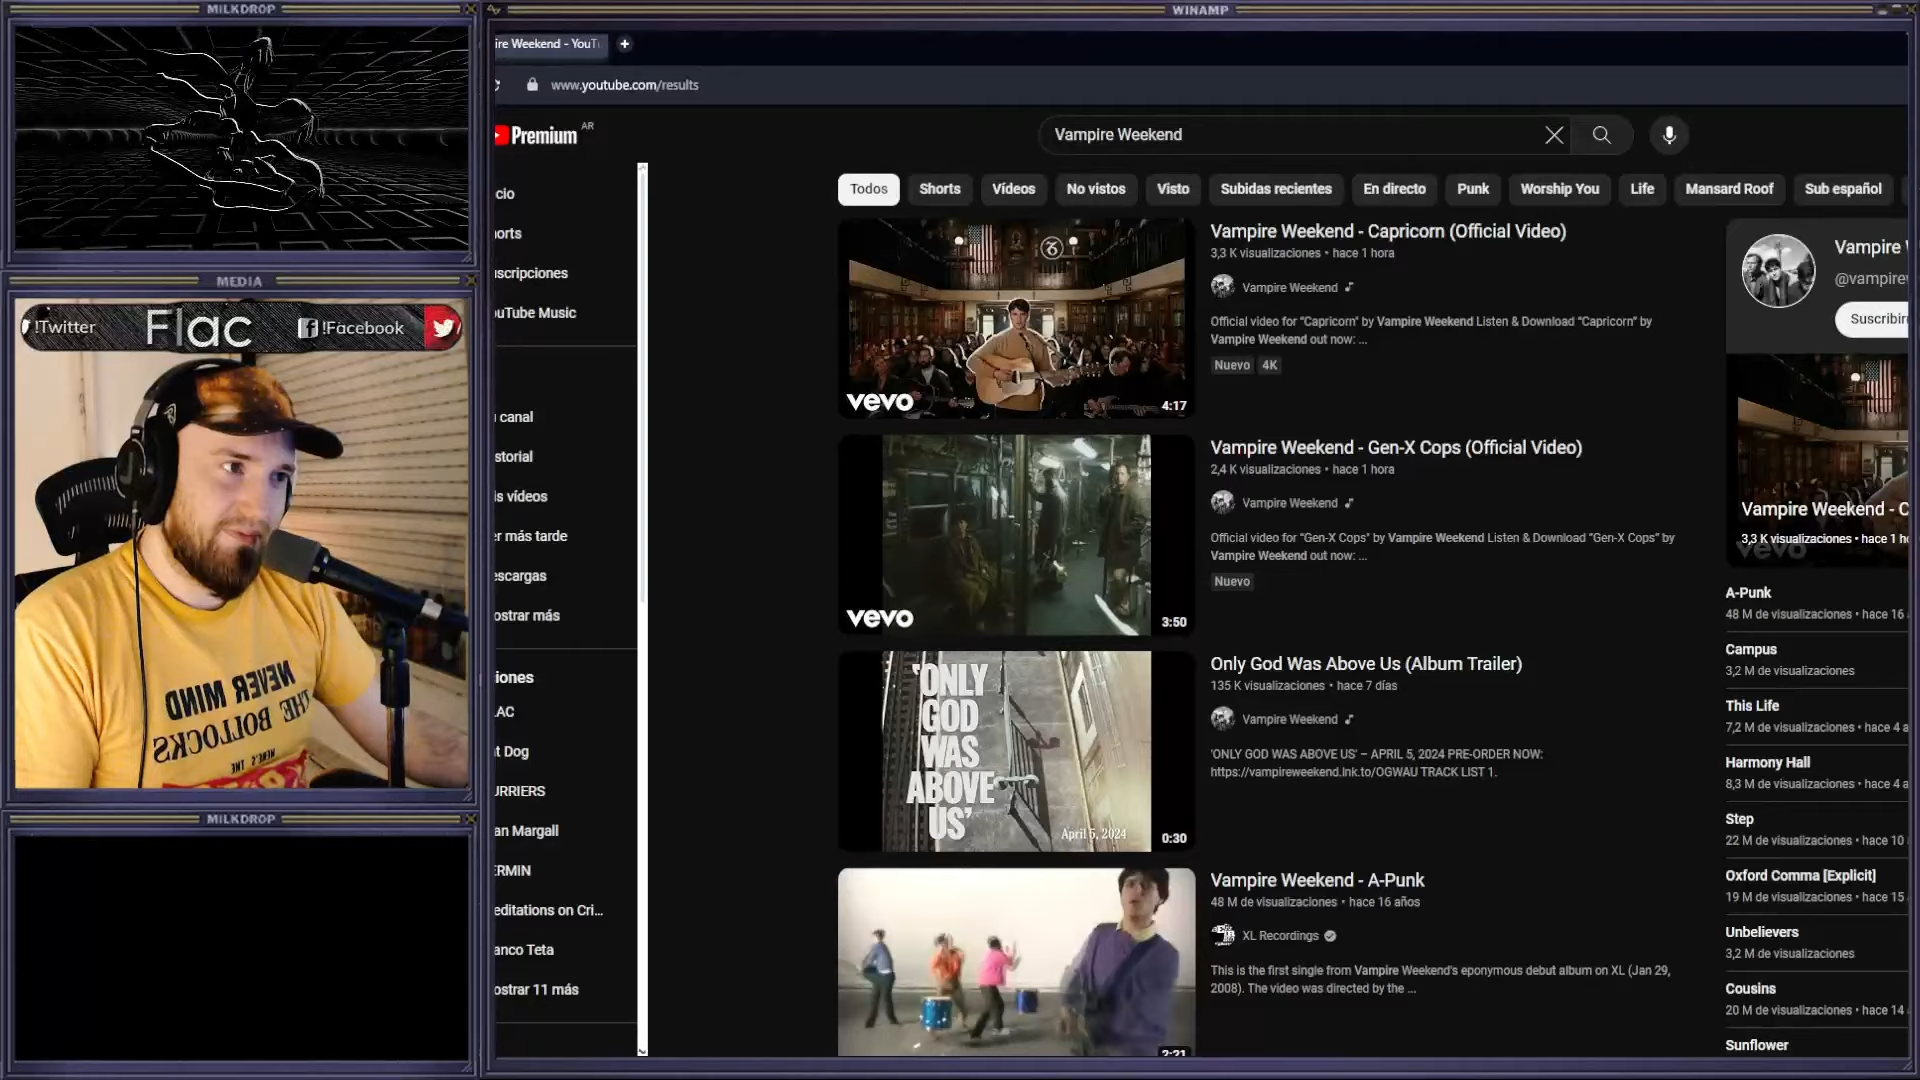 MILKDROP
WINAMP
ire Weekend - YouTu
www.youtube.com/results
Premium AR
Vampire Weekend
cio
orts
uscripciones
ouTube Music
canal
storial
is vídeos
er más tarde
escargas
ostrar más
iones
AC
t Dog
URRIERS
an Margall
ERMIN
editations on Cri...
anco Teta
ostrar 11 más
Todos
Shorts
Vídeos
No vistos
Visto
Subidas recientes
En directo
Punk
Worship You
Life
Mansard Roof
Sub español
Vampire Weekend - Capricorn (Official Video)
3,3 K visualizaciones • hace 1 hora
Vampire Weekend
Official video for “Capricorn” by Vampire Weekend Listen & Download “Capricorn” by
Vampire Weekend out now: ...
Nuevo 4K
vevo
4:17
Vampire Weekend - Gen-X Cops (Official Video)
2,4 K visualizaciones • hace 1 hora
Vampire Weekend
Official video for “Gen-X Cops” by Vampire Weekend Listen & Download “Gen-X Cops” by
Vampire Weekend out now: ...
Nuevo
vevo
3:50
Only God Was Above Us (Album Trailer)
135 K visualizaciones • hace 7 días
Vampire Weekend
'ONLY GOD WAS ABOVE US' – APRIL 5, 2024 PRE-ORDER NOW:
https://vampireweekend.lnk.to/OGWAU TRACK LIST 1.
'ONLY
GOD
WAS
ABOVE
US'
April 5, 2024
0:30
Vampire Weekend - A-Punk
48 M de visualizaciones • hace 16 años
XL Recordings
This is the first single from Vampire Weekend's eponymous debut album on XL (Jan 29,
2008). The video was directed by the ...
2:21
Vampire
@vampirew
Suscribir
Vampire Weekend - C
3,3 K visualizaciones • hace 1 ho
vevo
A-Punk
48 M de visualizaciones • hace 16
Campus
3,2 M de visualizaciones
This Life
7,2 M de visualizaciones • hace 4 a
Harmony Hall
8,3 M de visualizaciones • hace 4 a
Step
22 M de visualizaciones • hace 10
Oxford Comma [Explicit]
19 M de visualizaciones • hace 15
Unbelievers
3,2 M de visualizaciones
Cousins
20 M de visualizaciones • hace 14
Sunflower
MEDIA
!Twitter
Flac
!Facebook
NEVER MIND
THE BOLLOCKS
HERE'S THE
MILKDROP